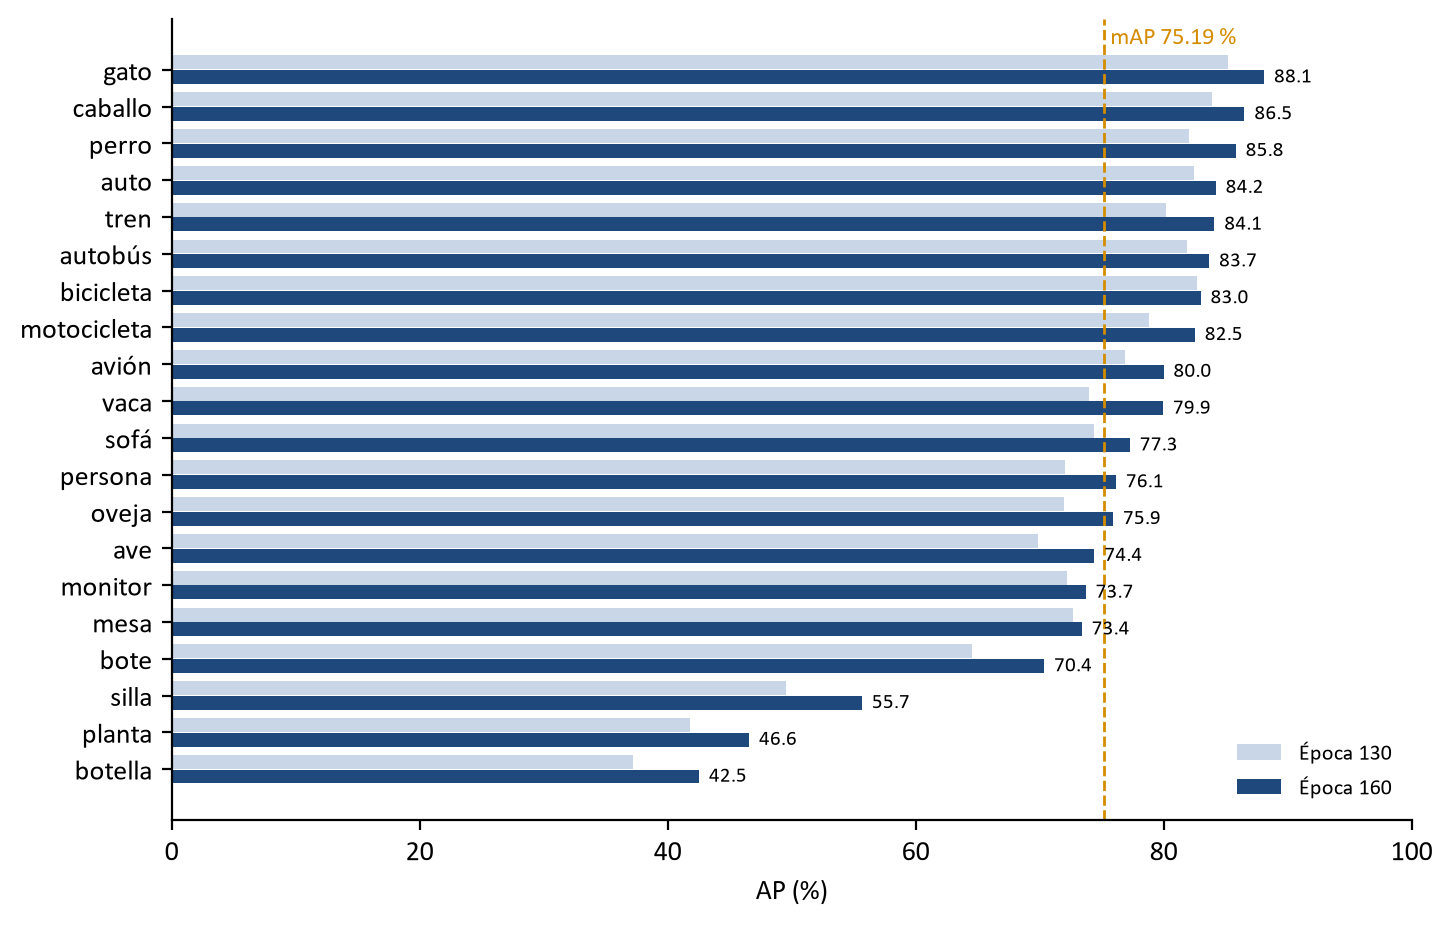 mAP 75.19 %
gato 88.1
caballo 86.5
perro 85.8
auto 84.2
tren 84.1
autobús 83.7
bicicleta 83.0
motocicleta 82.5
avión 80.0
vaca 79.9
sofá 77.3
persona 76.1
oveja 75.9
ave 74.4
monitor 73.7
mesa 73.4
bote 70.4
silla 55.7
planta 46.6
botella 42.5
Época 130
Época 160
0 20 40 60 80 100
AP (%)